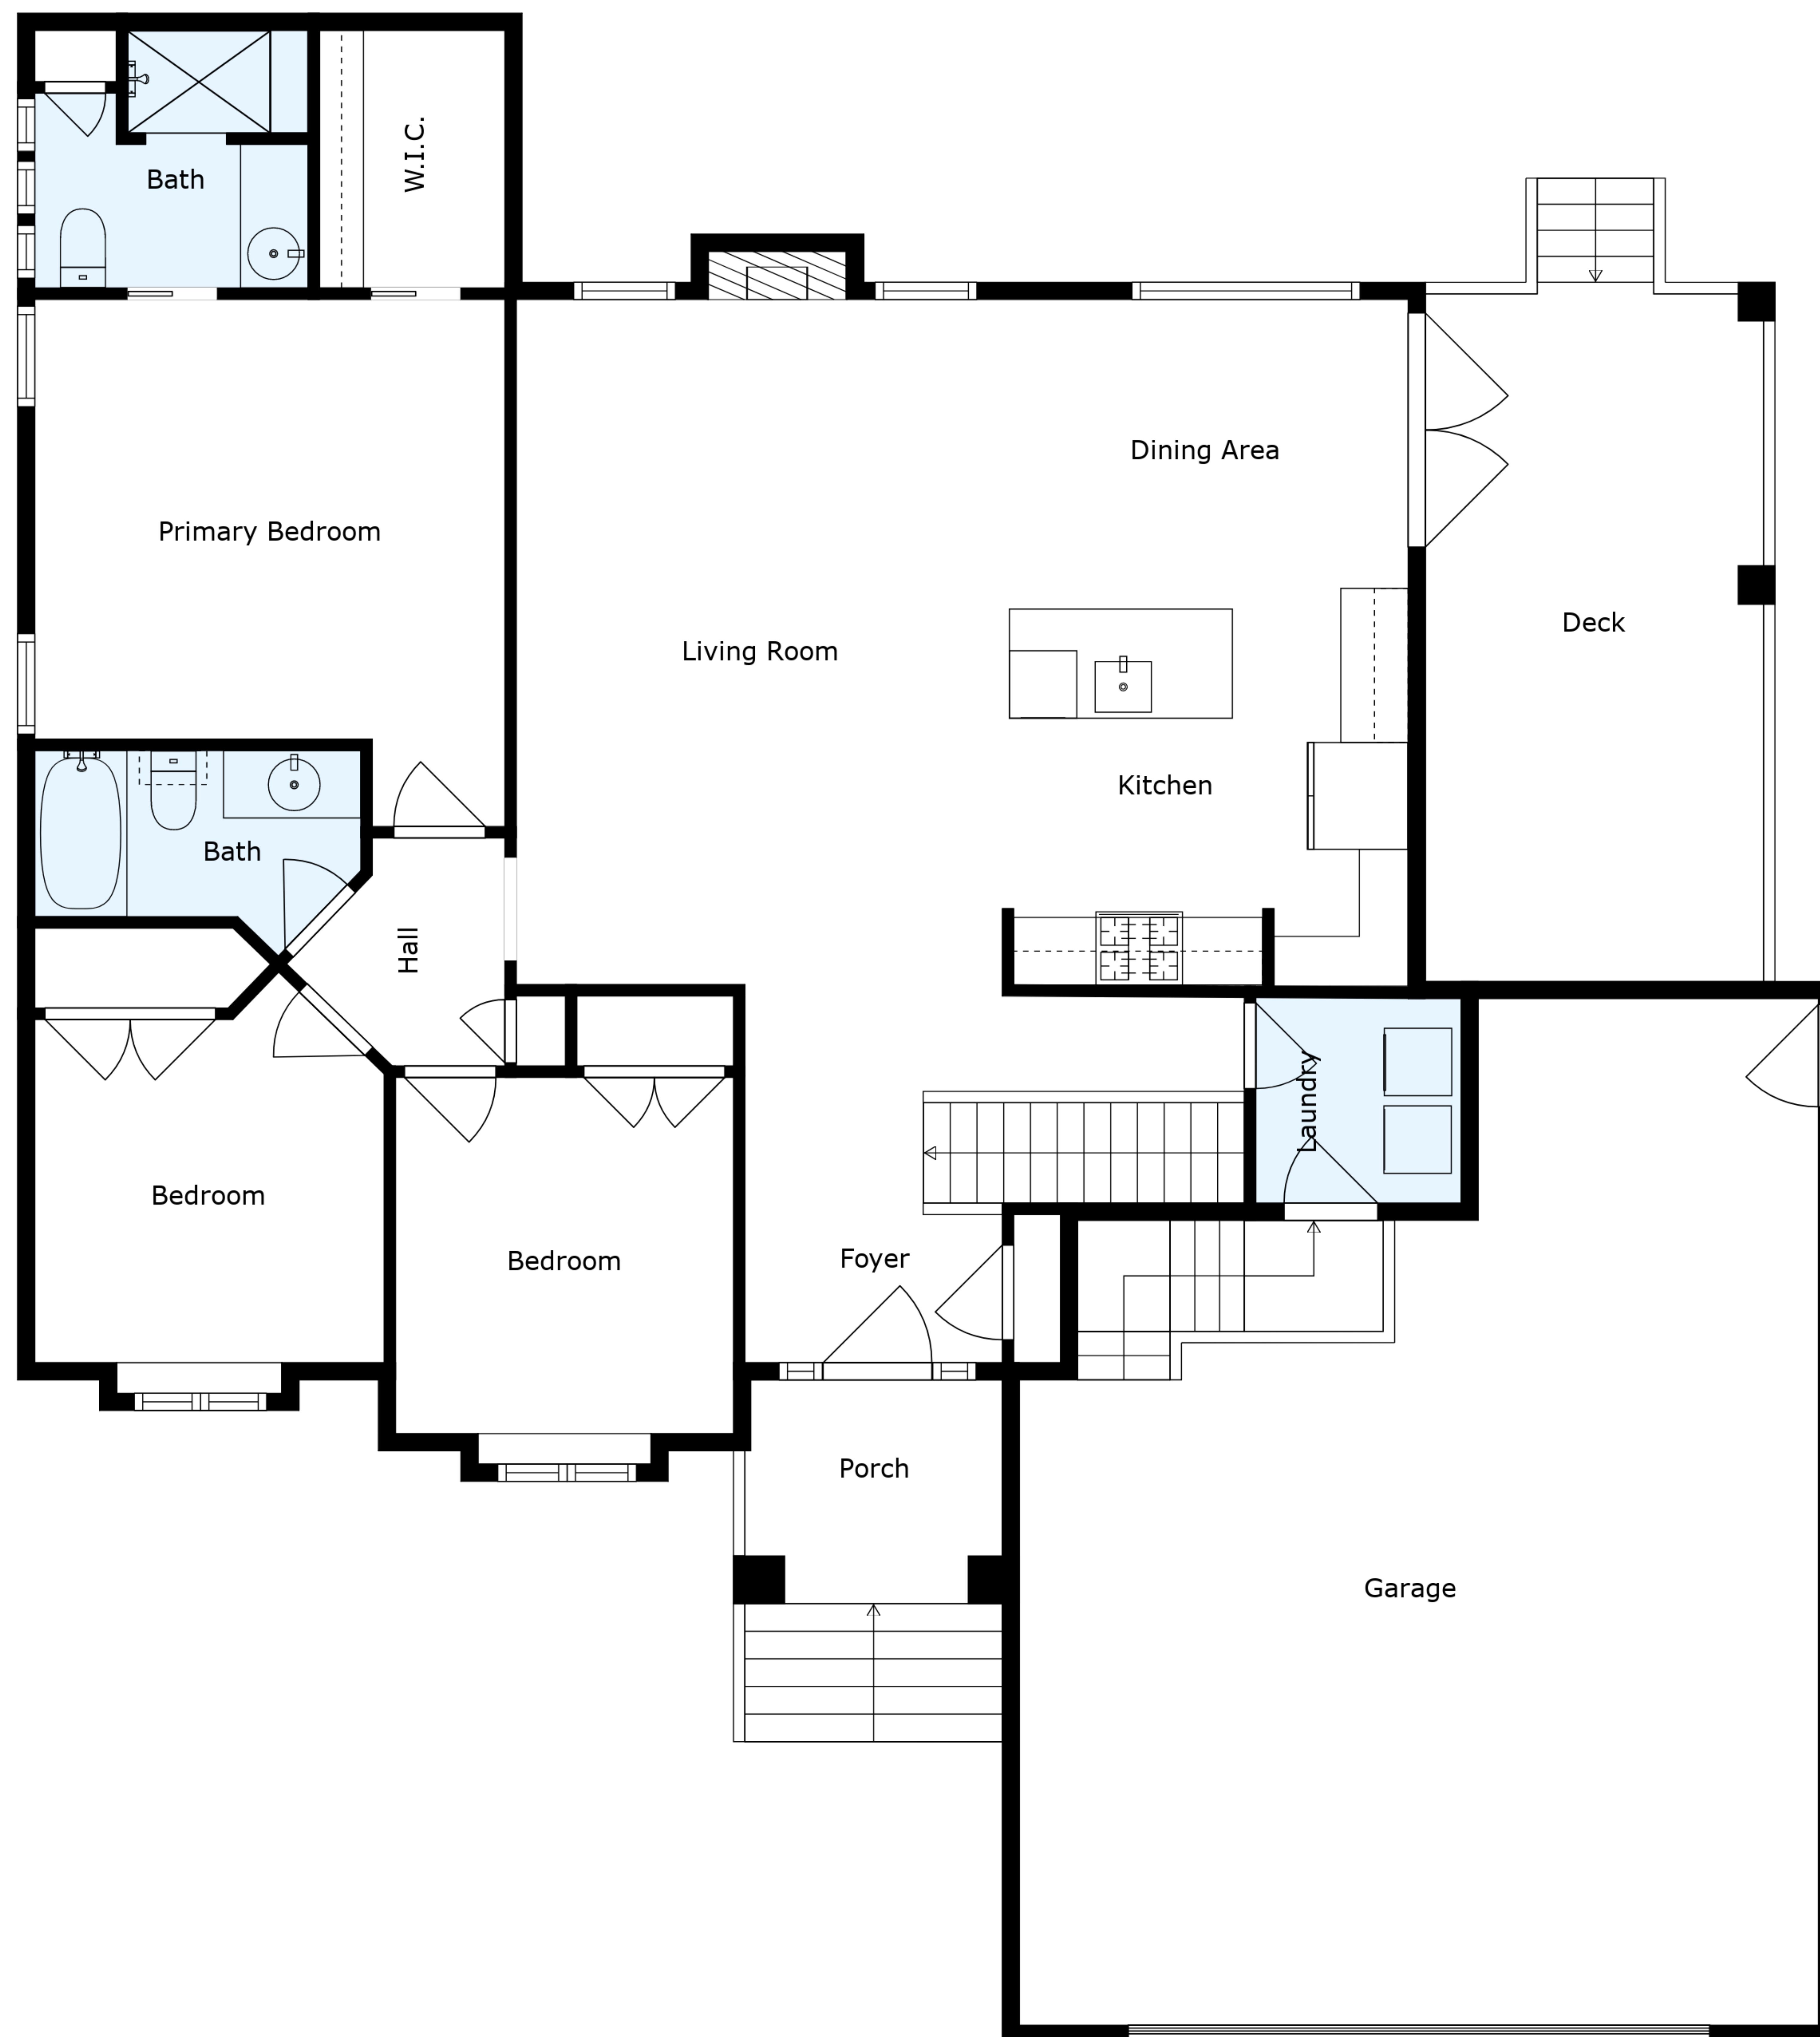 Bath
W.I.C.
Dining Area
Primary Bedroom
Deck
Living Room
Kitchen
Bath
Hall
Laundry
Bedroom
Foyer
Bedroom
Porch
Garage